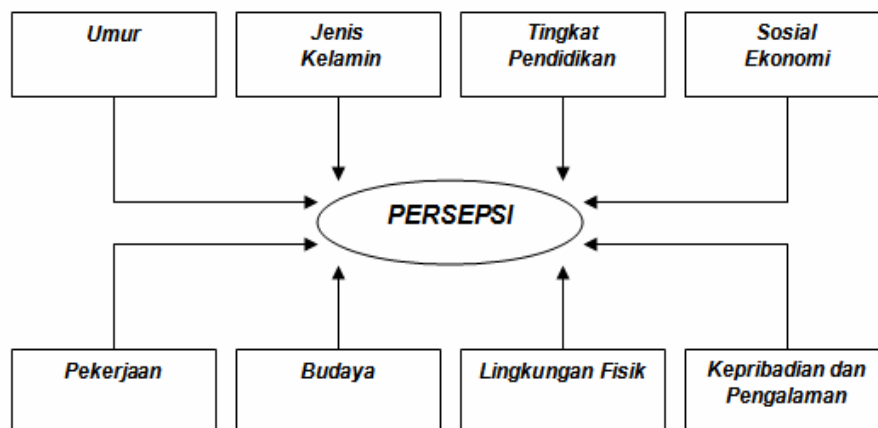 Umur
Jenis
Kelamin
Tingkat
Pendidikan
Sosial
Ekonomi
PERSEPSI
Pekerjaan
Budaya
Lingkungan Fisik
Kepribadian dan
Pengalaman